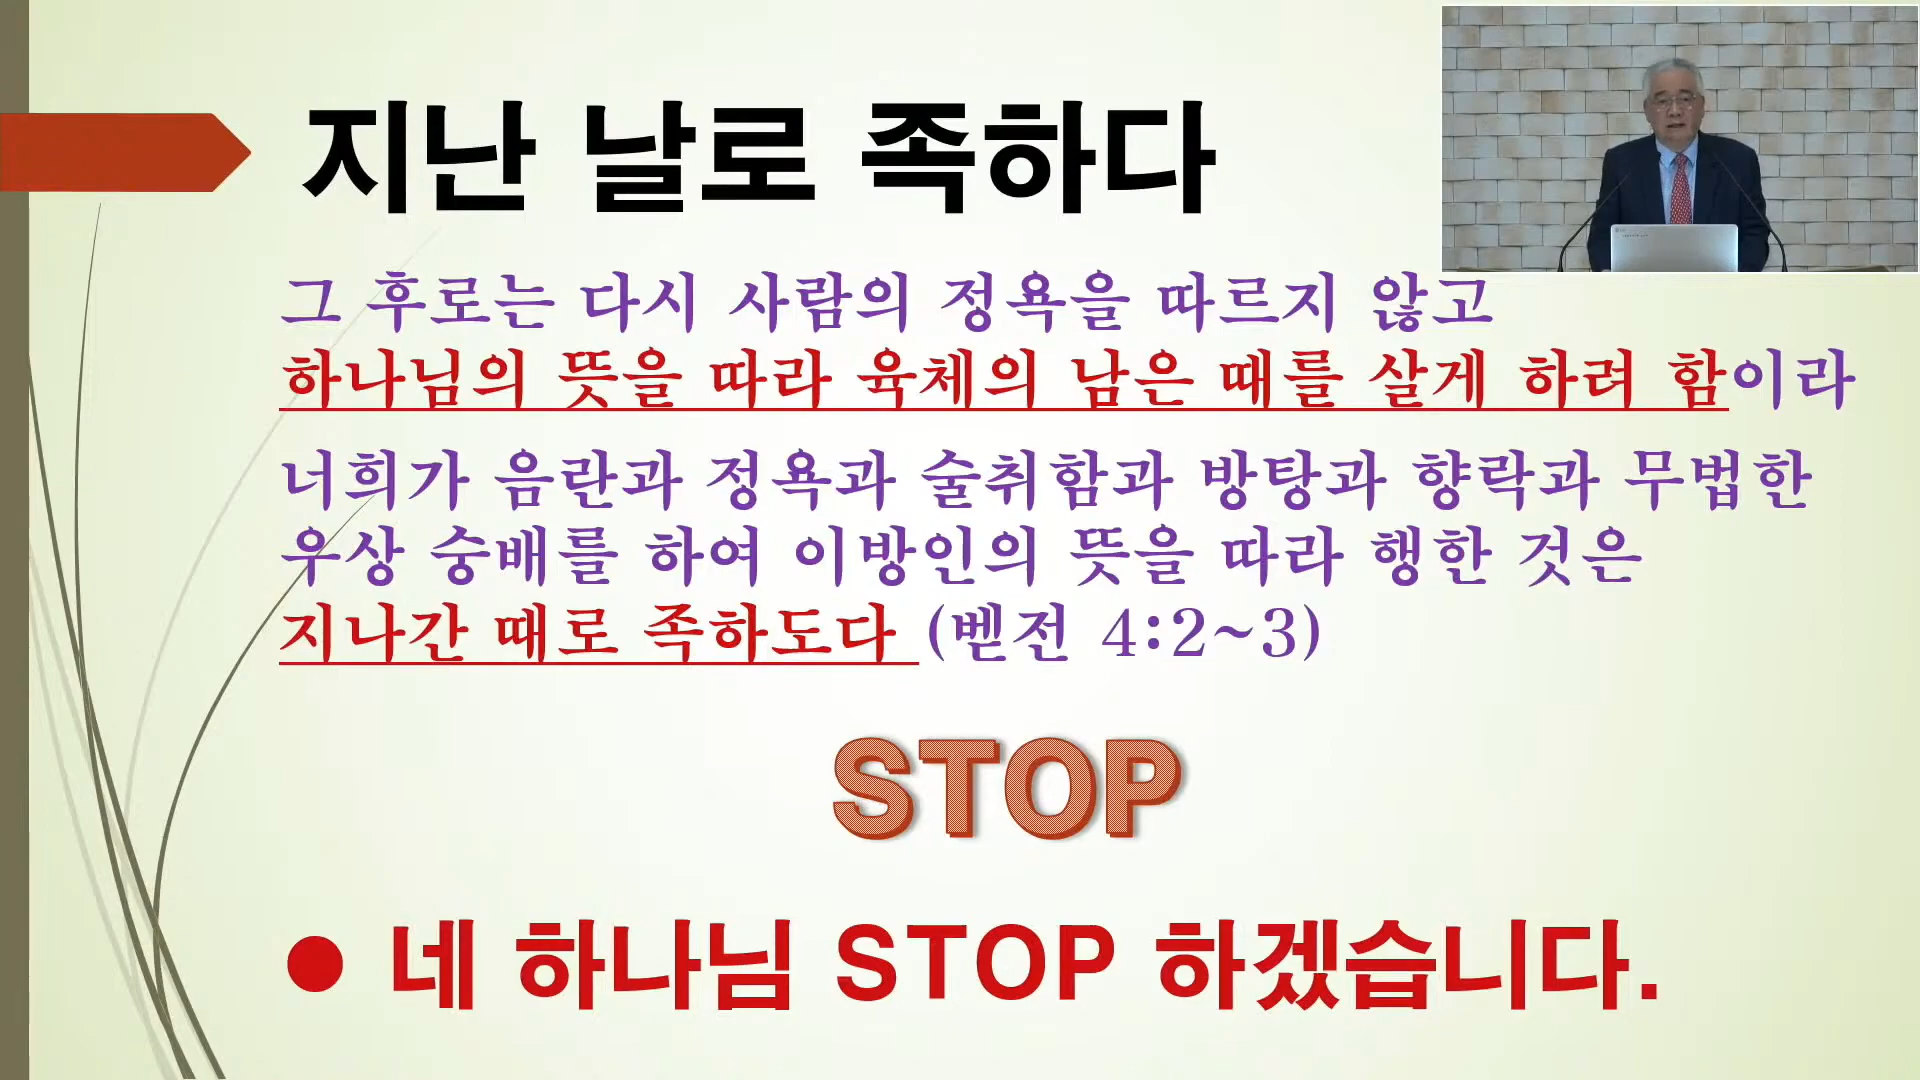 지난 날로 족하다
그 후로는 다시 사람의 정욕을 따르지 않고
하나님의 뜻을 따라 육체의 남은 때를 살게 하려 함이라
너희가 음란과 정욕과 술취함과 방탕과 향락과 무법한
우상 숭배를 하여 이방인의 뜻을 따라 행한 것은
지나간 때로 족하도다 (벧전 4:2~3)
STOP
● 네 하나님 STOP 하겠습니다.